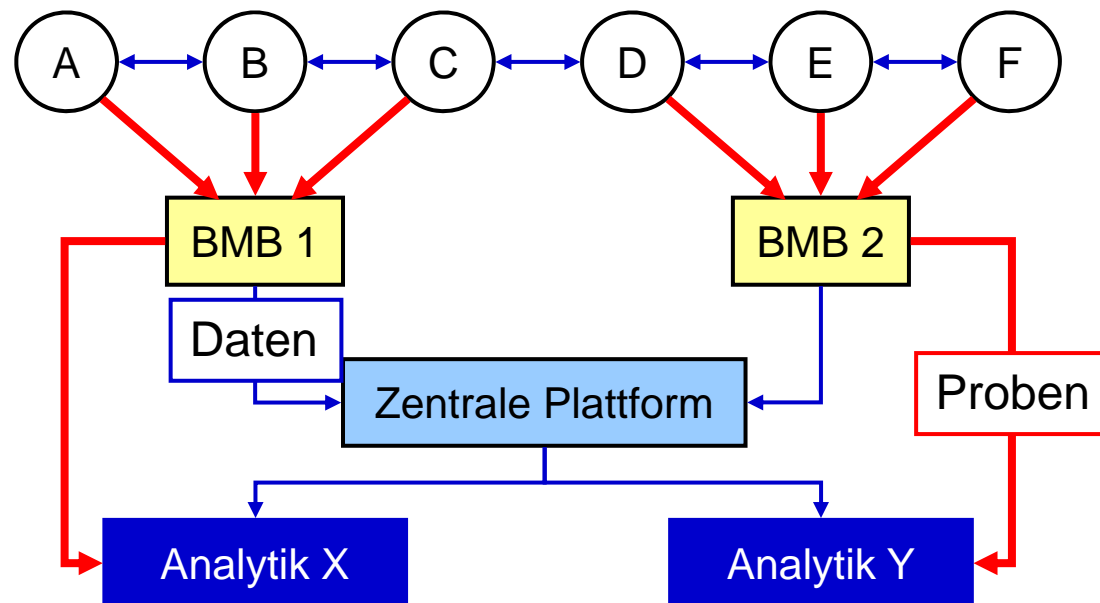 A
B
C
D
E
F
BMB 1
BMB 2
Daten
Zentrale Plattform
Proben
Analytik X
Analytik Y